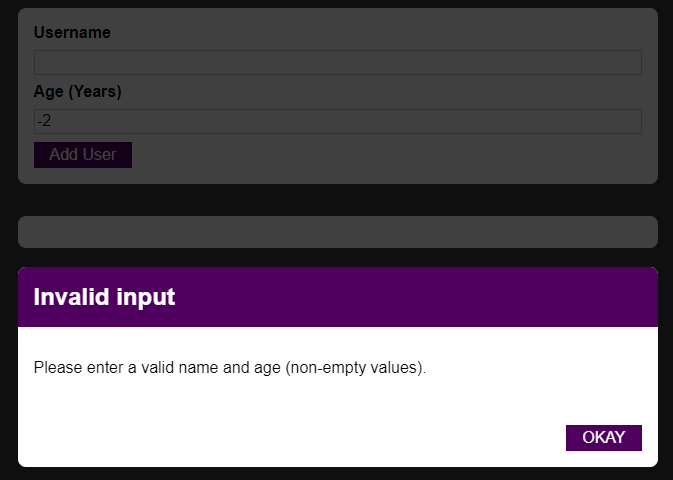 Username
Age (Years)
-2
Add User
Invalid input
Please enter a valid name and age (non-empty values).
OKAY